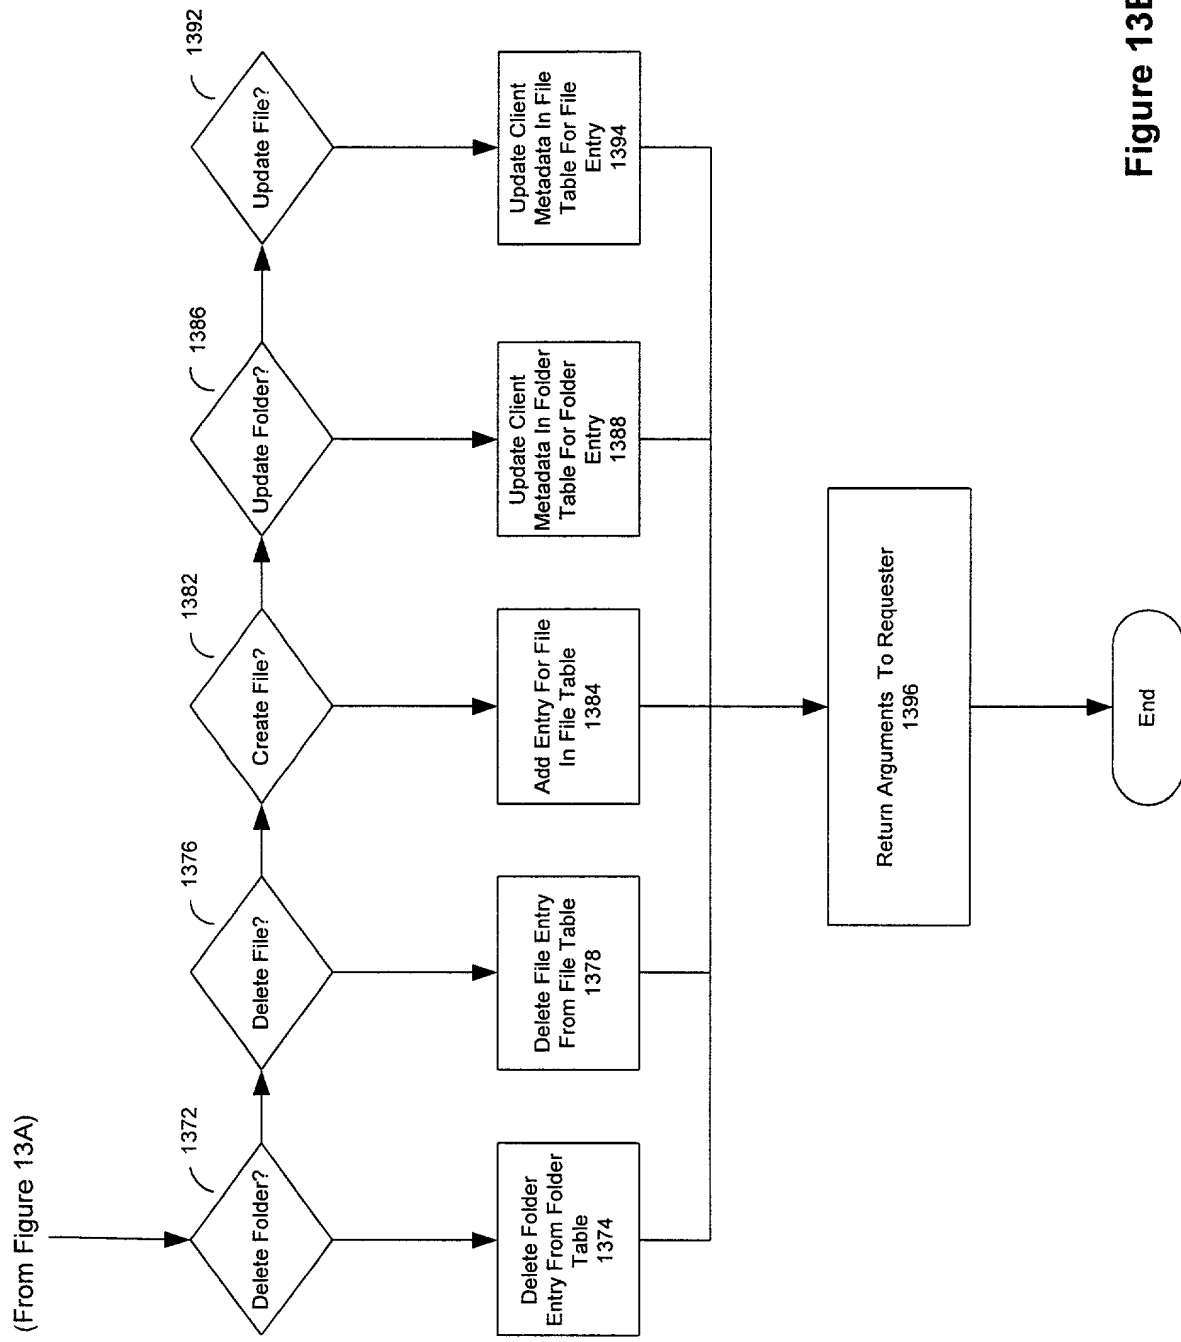 (From Figure 13A)
Delete Folder?
1372
Delete File?
1376
Create File?
1382
Update Folder?
1386
Update File?
1392
Delete Folder
Entry From Folder
Table
1374
Delete File Entry
From File Table
1378
Add Entry For File
In File Table
1384
Update Client
Metadata In Folder
Table For Folder
Entry
1388
Update Client
Metadata In File
Table For File
Entry
1394
Return Arguments To Requester
1396
End
Figure 13B